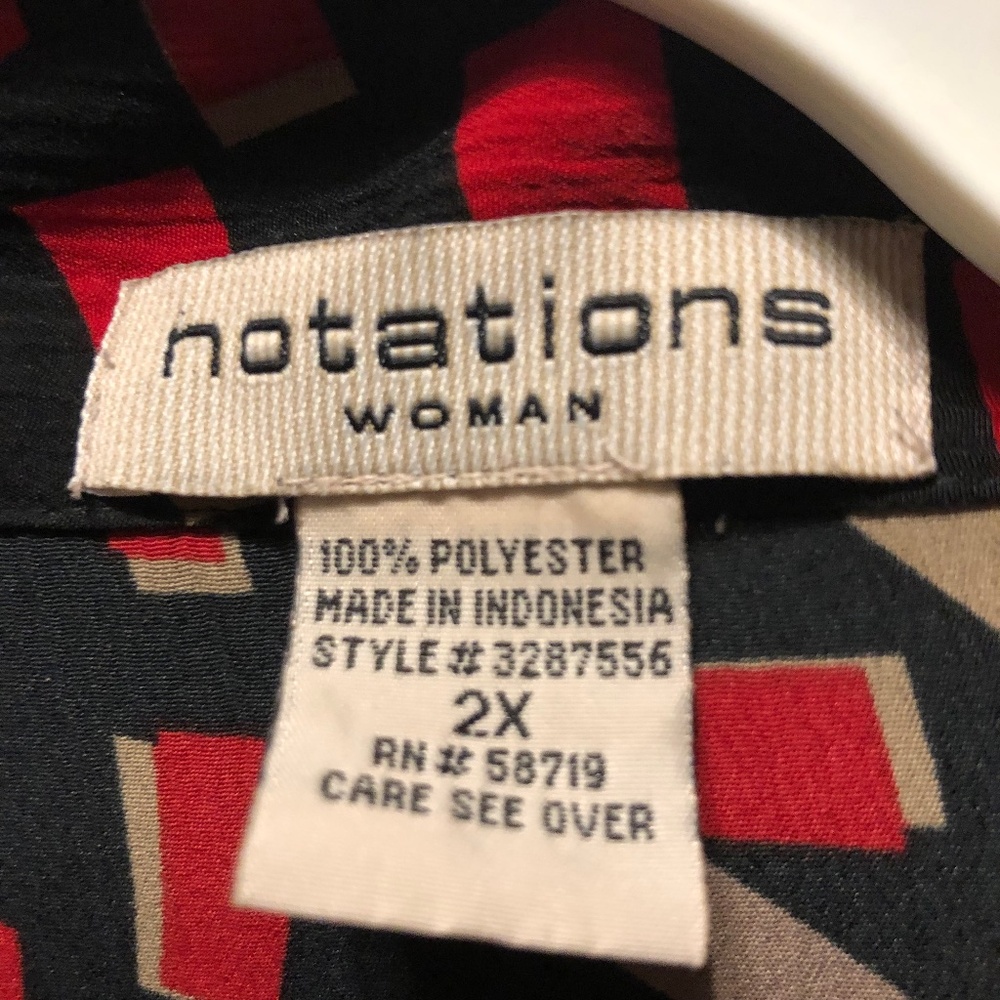 notations
WOMAN
100% POLYESTER
MADE IN INDONESIA
STYLE # 3287556
2X
RN # 58719
CARE SEE OVER